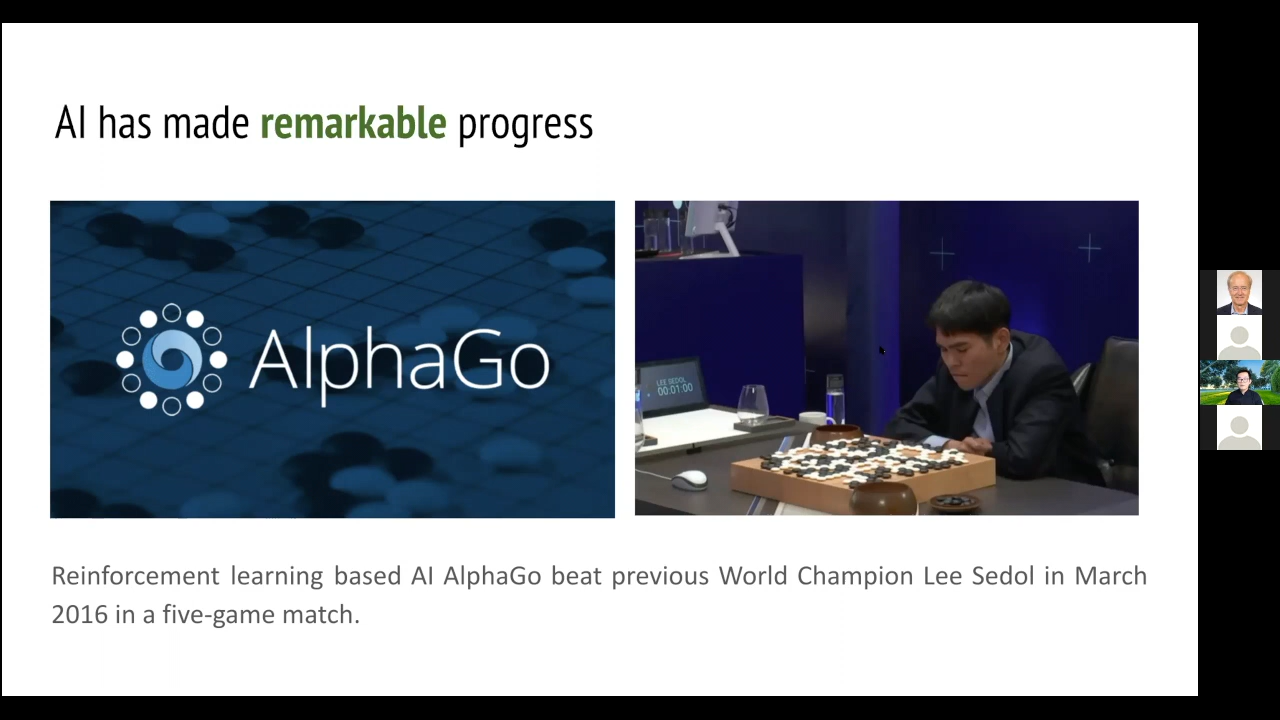 AI has made remarkable progress
AlphaGo
LEE SEDOL
00:01:00
Reinforcement learning based AI AlphaGo beat previous World Champion Lee Sedol in March
2016 in a five-game match.